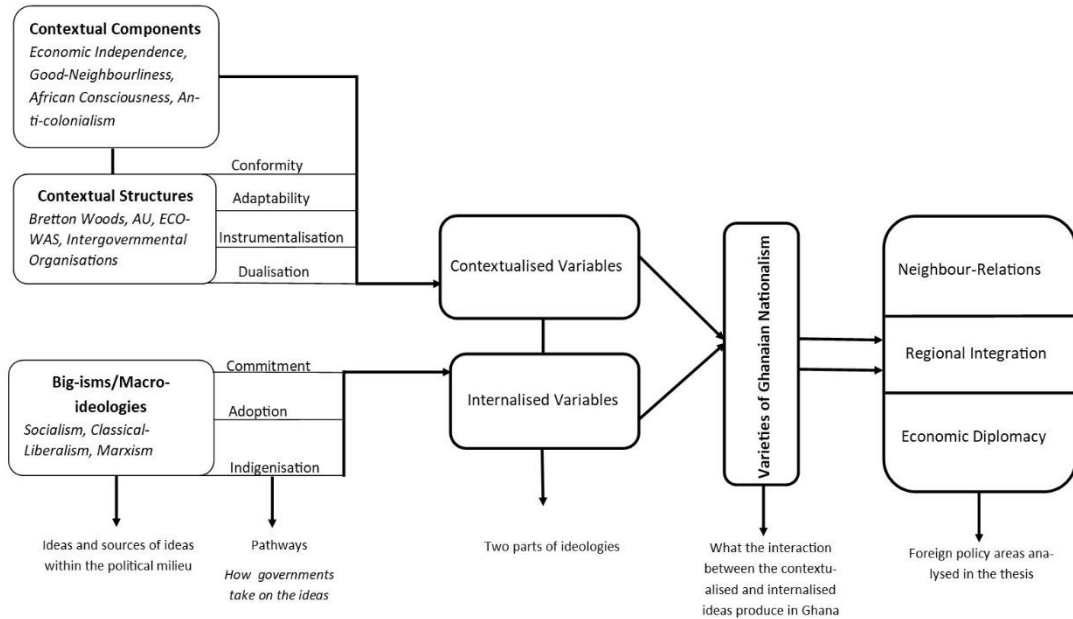 Contextual Components
Economic Independence,
Good-Neighbourliness,
African Consciousness, An-
ti-colonialism
Contextual Structures
Bretton Woods, AU, ECO-
WAS, Intergovernmental
Organisations
Conformity
Adaptability
Instrumentalisation
Dualisation
Big-isms/Macro-
ideologies
Socialism, Classical-
Liberalism, Marxism
Commitment
Adoption
Indigenisation
Contextualised Variables
Internalised Variables
Varieties of Ghanaian Nationalism
Neighbour-Relations
Regional Integration
Economic Diplomacy
Ideas and sources of ideas
within the political milieu
Pathways
How governments
take on the ideas
Two parts of ideologies
What the interaction
between the contextu-
alised and internalised
ideas produce in Ghana
Foreign policy areas ana-
lysed in the thesis